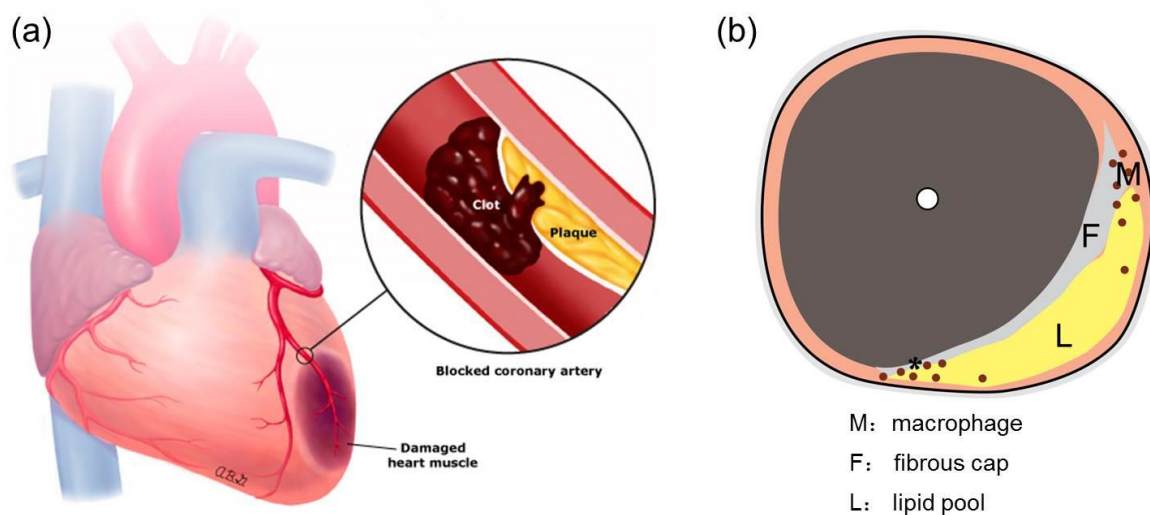 (a)
Clot
Plaque
Blocked coronary artery
Damaged
heart muscle
(b)
M
F
L
*
M: macrophage
F: fibrous cap
L: lipid pool